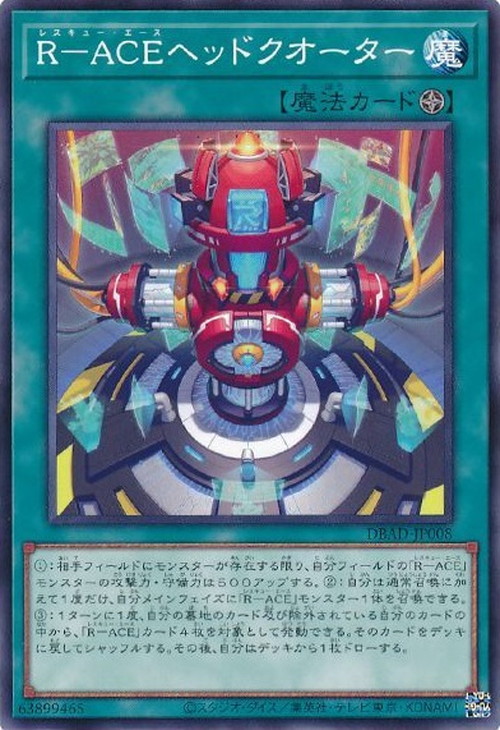 レスキュー・エース
R－ACEヘッドクオーター
魔
【魔法カード】
DBAD-JP008
①：相手フィールドにモンスターが存在する限り、自分フィールドの「R－ACE」
モンスターの攻撃力・守備力は５００アップする。②：自分は通常召喚に加
えて１度だけ、自分メインフェイズに「R－ACE」モンスター１体を召喚できる。
③：１ターンに１度、自分の墓地のカード及び除外されている自分のカードの
中から、「R－ACE」カード４枚を対象として発動できる。そのカードをデッキ
に戻してシャッフルする。その後、自分はデッキから１枚ドローする。
63899465
©スタジオ・ダイス／集英社・テレビ東京・KONAMI